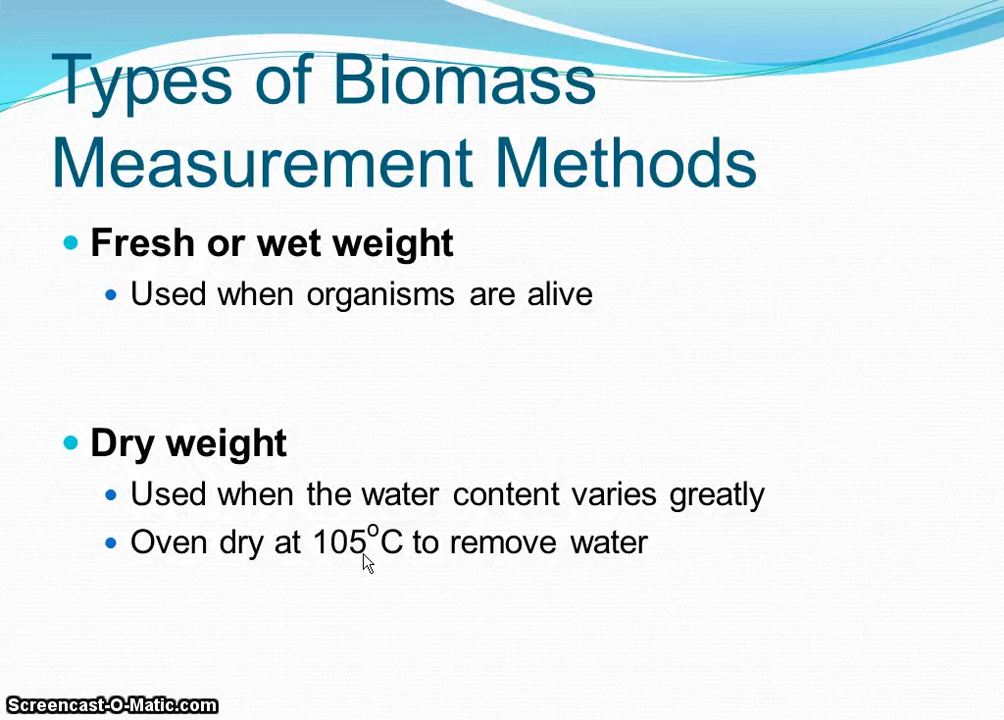 Types of Biomass
Measurement Methods
• Fresh or wet weight
• Used when organisms are alive
• Dry weight
• Used when the water content varies greatly
• Oven dry at 105ºC to remove water
Screencast-O-Matic.com